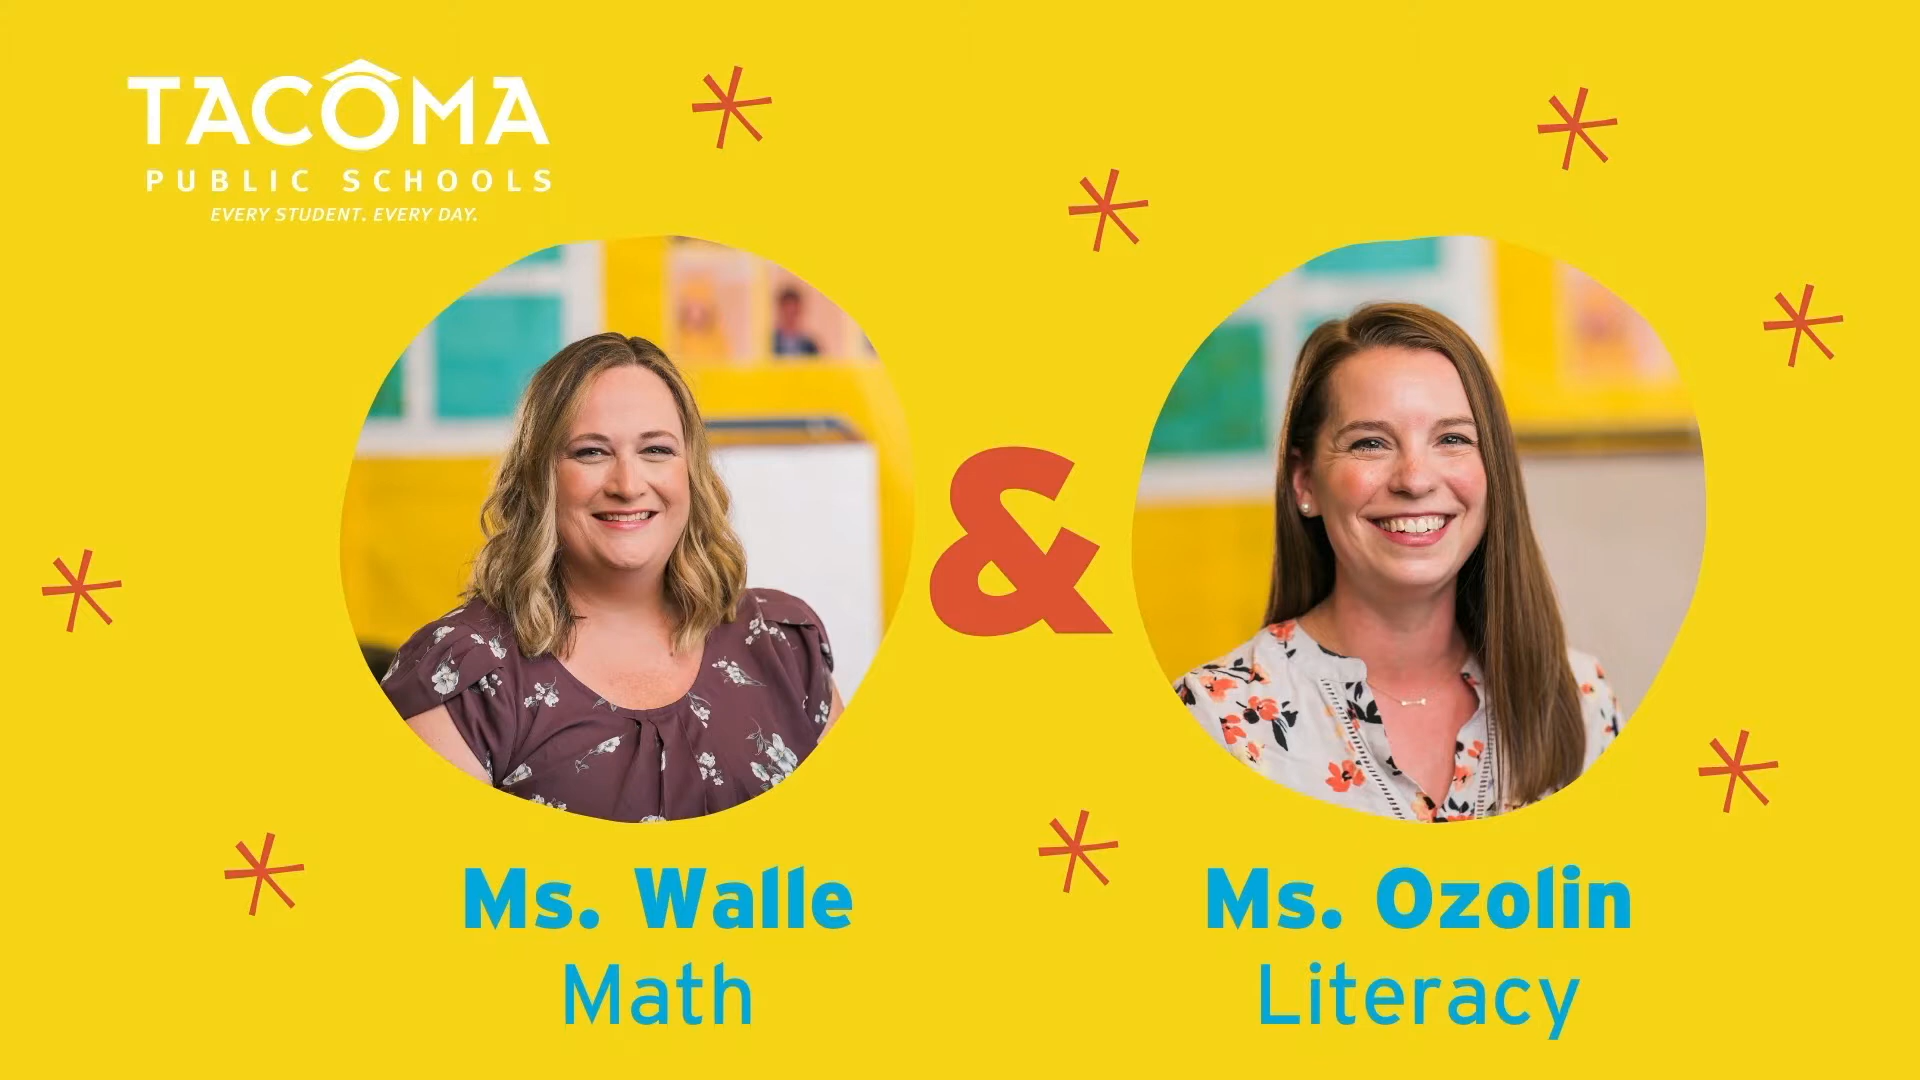 TACOMA
PUBLIC SCHOOLS
EVERY STUDENT. EVERY DAY.
&
Ms. Walle
Math
Ms. Ozolin
Literacy